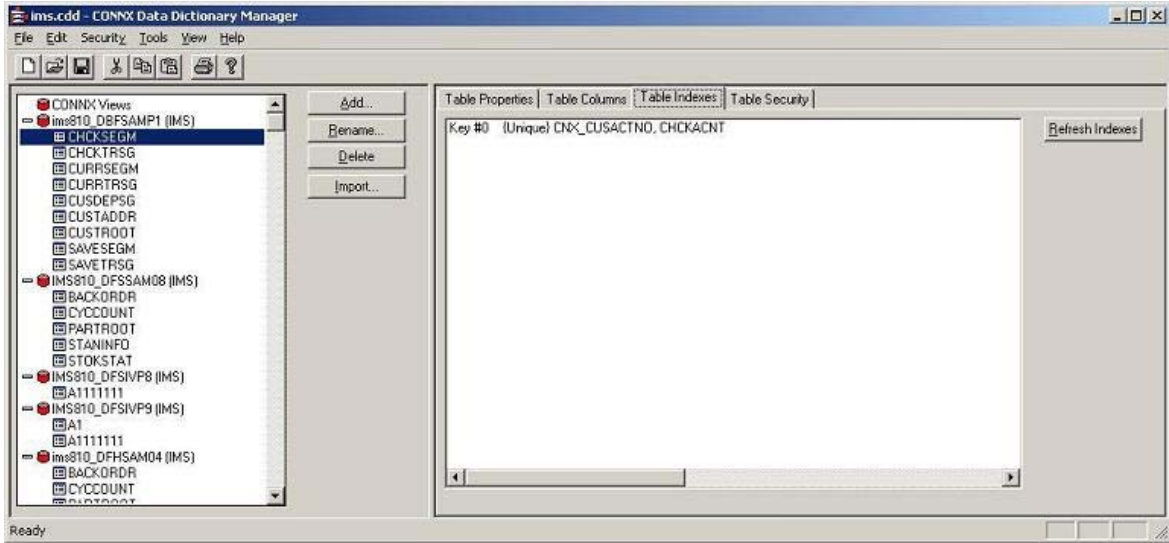 ims.cdd - CONNX Data Dictionary Manager
File Edit Security Tools View Help
CONNX Views
ims810_DBFSAMP1 (IMS)
CHCKSEGM
CHCKTRSG
CURRSEGM
CURRTRSG
CUSDEPSG
CUSTADDR
CUSTROOT
SAVESEGM
SAVETRSG
IMS810_DFSSAM08 (IMS)
BACKORDR
CYCCOUNT
PARTROOT
STANINFO
STOKSTAT
IMS810_DFSIVP8 (IMS)
A1111111
IMS810_DFSIVP9 (IMS)
A1
A1111111
ims810_DFHSAM04 (IMS)
BACKORDR
CYCCOUNT
Add...
Rename...
Delete
Import...
Table Properties Table Columns Table Indexes Table Security
Key #0 {Unique} CNX_CUSACTNO, CHCKACNT
Refresh Indexes
Ready